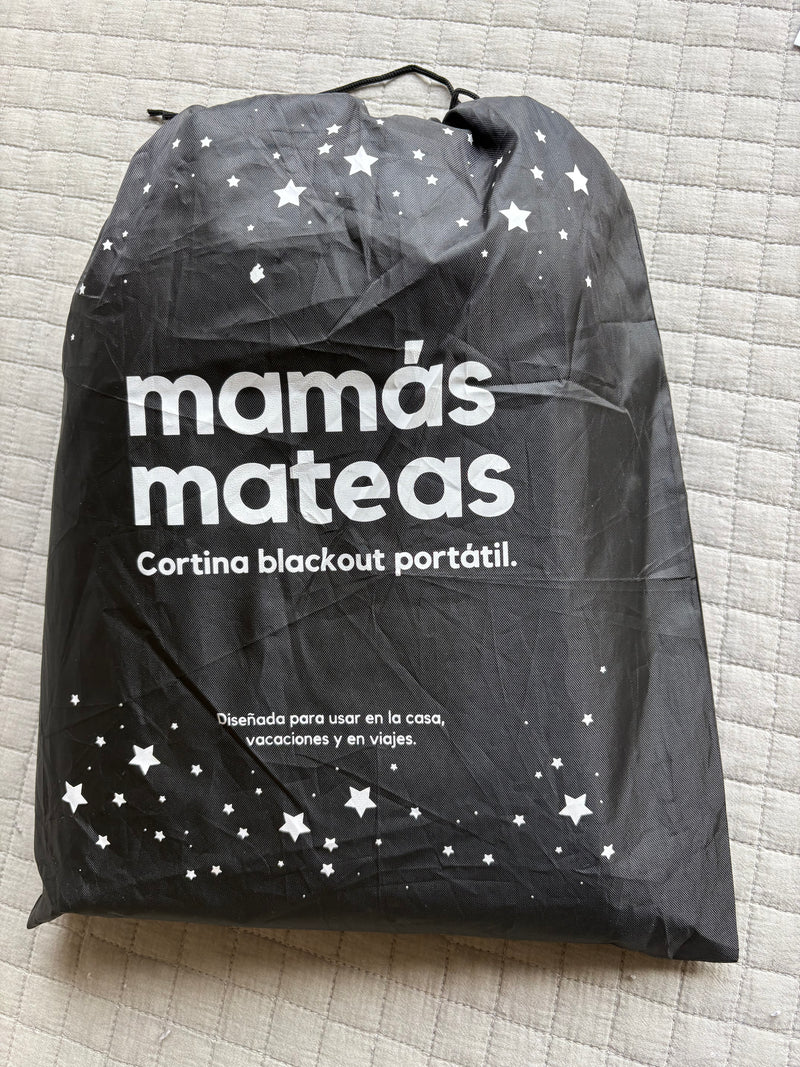 mamás
mateas
Cortina blackout portátil.
Diseñada para usar en la casa,
vacaciones y en viajes.